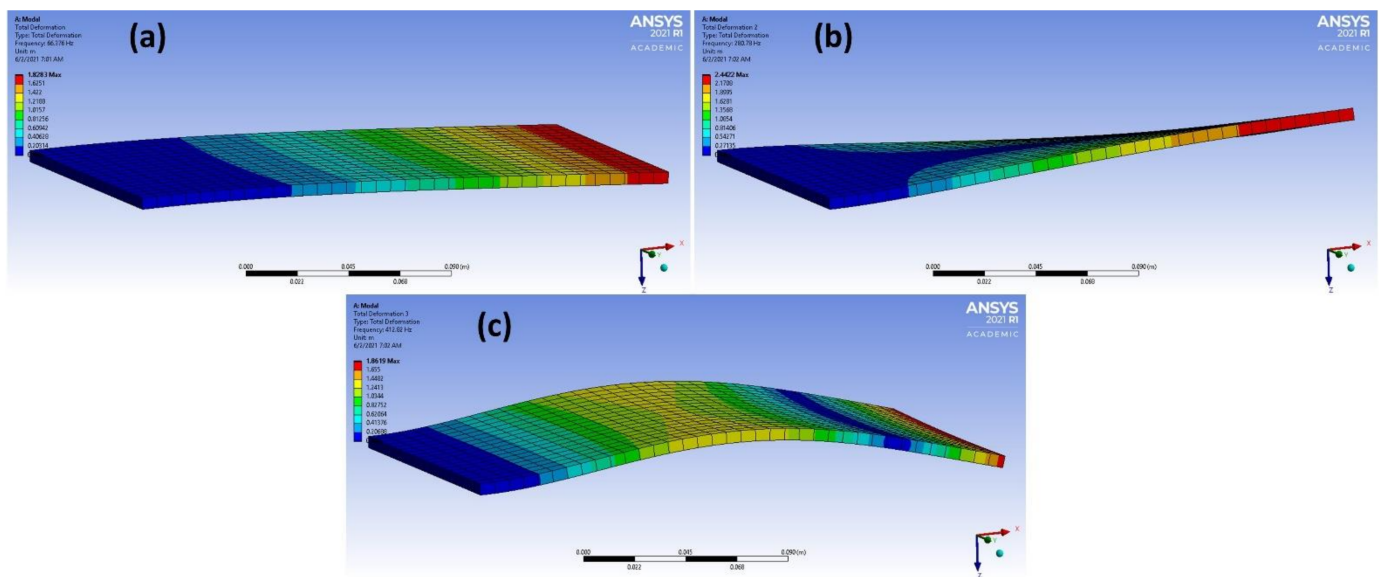 A: Modal
Total Deformation
Type: Total Deformation
Frequency: 66.376 Hz
Unit: m
6/2/2021 7:01 AM
1.8283 Max
1.6251
1.422
1.2188
1.0157
0.81256
0.60942
0.40628
0.20314
(a)
ANSYS
2021 R1
ACADEMIC
0.000
0.045
0.090 (m)
0.022
0.068
X
Y
Z
A: Modal
Total Deformation 2
Type: Total Deformation
Frequency: 280.78 Hz
Unit: m
6/2/2021 7:02 AM
2.4422 Max
2.1708
1.8995
1.6281
1.3568
1.0854
0.81406
0.54271
0.27135
(b)
ANSYS
2021 R1
ACADEMIC
0.000
0.045
0.090 (m)
0.022
0.068
X
Y
Z
A: Modal
Total Deformation 3
Type: Total Deformation
Frequency: 412.02 Hz
Unit: m
6/2/2021 7:02 AM
1.8619 Max
1.655
1.4482
1.2413
1.0344
0.82752
0.62064
0.41376
0.20688
(c)
ANSYS
2021 R1
ACADEMIC
0.000
0.045
0.090 (m)
0.022
0.068
X
Y
Z